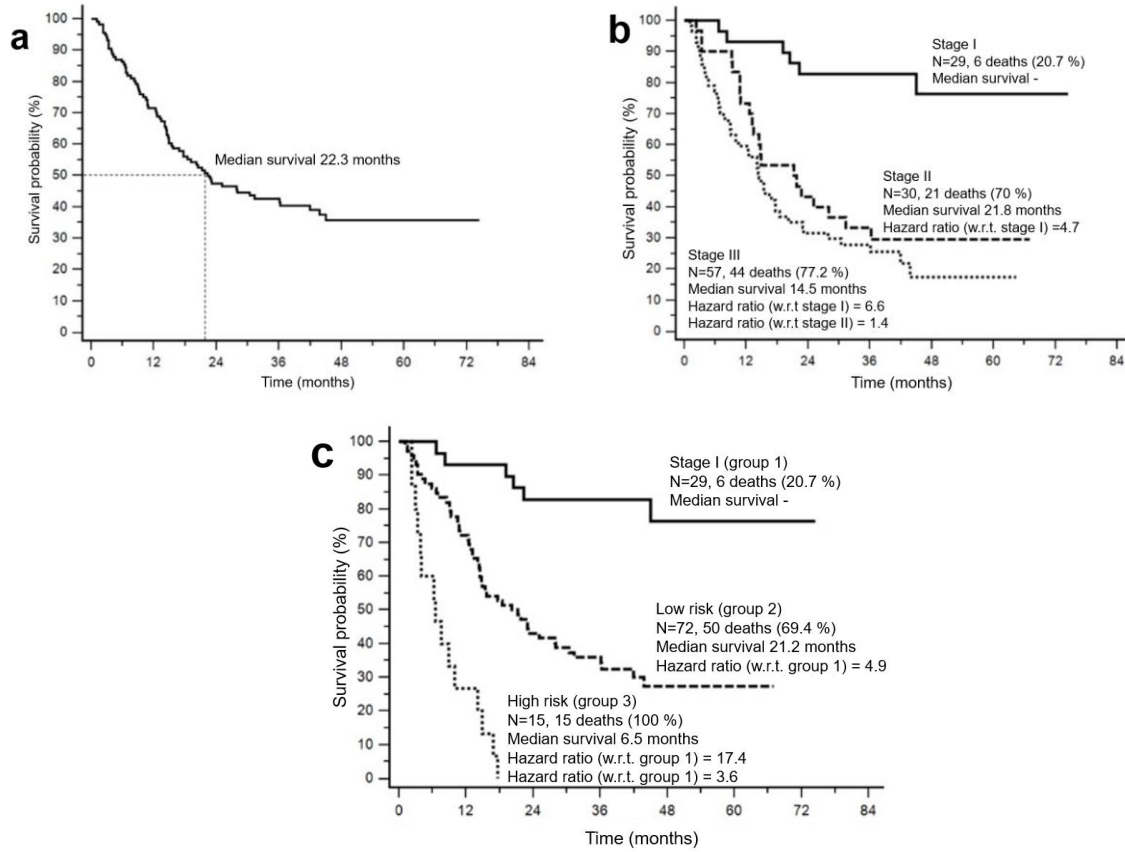 a
100
90
80
70
60
50
40
30
20
10
0
Survival probability (%)
Median survival 22.3 months
0 12 24 36 48 60 72 84
Time (months)
b
100
90
80
70
60
50
40
30
20
10
0
Survival probability (%)
Stage I
N=29, 6 deaths (20.7 %)
Median survival -
Stage II
N=30, 21 deaths (70 %)
Median survival 21.8 months
Hazard ratio (w.r.t. stage I) =4.7
Stage III
N=57, 44 deaths (77.2 %)
Median survival 14.5 months
Hazard ratio (w.r.t stage I) = 6.6
Hazard ratio (w.r.t stage II) = 1.4
0 12 24 36 48 60 72 84
Time (months)
c
100
90
80
70
60
50
40
30
20
10
0
Survival probability (%)
Stage I (group 1)
N=29, 6 deaths (20.7 %)
Median survival -
Low risk (group 2)
N=72, 50 deaths (69.4 %)
Median survival 21.2 months
Hazard ratio (w.r.t. group 1) = 4.9
High risk (group 3)
N=15, 15 deaths (100 %)
Median survival 6.5 months
Hazard ratio (w.r.t. group 1) = 17.4
Hazard ratio (w.r.t. group 1) = 3.6
0 12 24 36 48 60 72 84
Time (months)